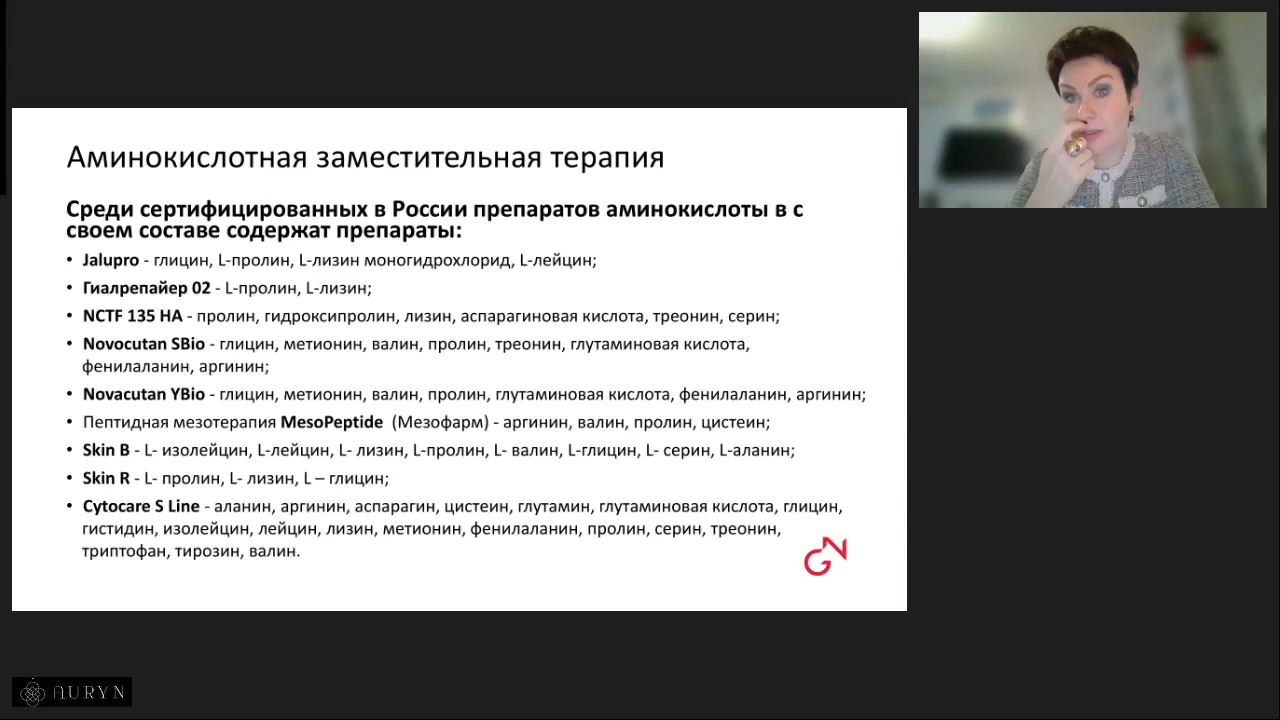 Аминокислотная заместительная терапия
Среди сертифицированных в России препаратов аминокислоты в с
своем составе содержат препараты:
• Jalupro - глицин, L-пролин, L-лизин моногидрохлорид, L-лейцин;
• Гиалрепайер 02 - L-пролин, L-лизин;
• NCTF 135 HA - пролин, гидроксипролин, лизин, аспарагиновая кислота, треонин, серин;
• Novocutan SBio - глицин, метионин, валин, пролин, треонин, глутаминовая кислота,
фенилаланин, аргинин;
• Novacutan YBio - глицин, метионин, валин, пролин, глутаминовая кислота, фенилаланин, аргинин;
• Пептидная мезотерапия MesoPeptide (Мезофарм) - аргинин, валин, пролин, цистеин;
• Skin B - L- изолейцин, L-лейцин, L- лизин, L-пролин, L- валин, L-глицин, L- серин, L-аланин;
• Skin R - L- пролин, L- лизин, L – глицин;
• Cytocare S Line - аланин, аргинин, аспарагин, цистеин, глутамин, глутаминовая кислота, глицин,
гистидин, изолейцин, лейцин, лизин, метионин, фенилаланин, пролин, серин, треонин,
триптофан, тирозин, валин.
GN
AURYN